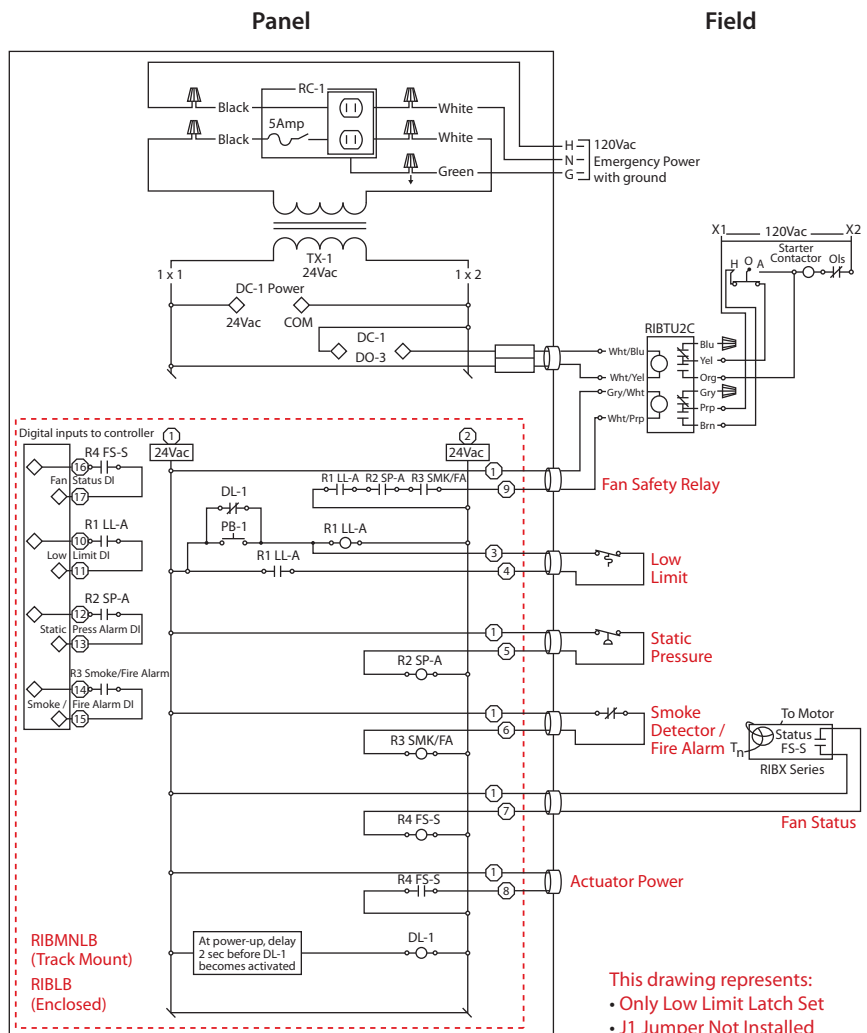 Panel
Field
RC-1
Black
White
5Amp
Black
White
Green
H
N
G
120Vac
Emergency Power
with ground
TX-1
24Vac
1 x 1
1 x 2
DC-1 Power
24Vac
COM
DC-1
DO-3
X1
120Vac
X2
Starter
Contactor
Ols
H
O
A
RIBTU2C
Wht/Blu
Wht/Yel
Gry/Wht
Wht/Prp
Blu
Yel
Org
Gry
Prp
Brn
Digital inputs to controller
1
24Vac
2
24Vac
16
R4 FS-S
Fan Status DI
17
10
R1 LL-A
Low Limit DI
11
12
R2 SP-A
Static Press Alarm DI
13
R3 Smoke/Fire Alarm
14
Smoke / Fire Alarm DI
15
1
R1 LL-A
R2 SP-A
R3 SMK/FA
9
Fan Safety Relay
DL-1
PB-1
R1 LL-A
R1 LL-A
3
4
Low
Limit
1
5
R2 SP-A
Static
Pressure
1
6
R3 SMK/FA
Smoke
Detector /
Fire Alarm
To Motor
Status
FS-S
Tn
RIBX Series
1
7
R4 FS-S
Fan Status
1
R4 FS-S
8
Actuator Power
At power-up, delay
2 sec before DL-1
becomes activated
DL-1
RIBMNLB
(Track Mount)
RIBLB
(Enclosed)
This drawing represents:
• Only Low Limit Latch Set
• J1 Jumper Not Installed